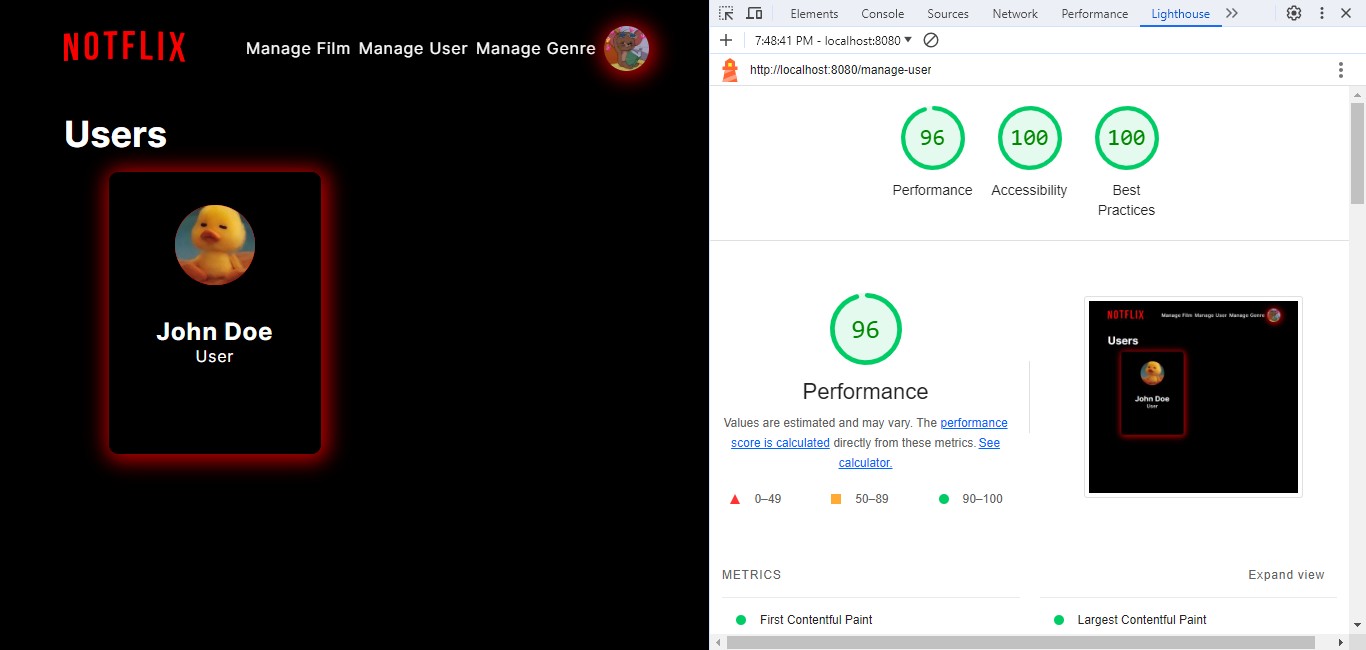 NOTFLIX
Manage Film Manage User Manage Genre
Users
John Doe
User
Elements Console Sources Network Performance Lighthouse
7:48:41 PM - localhost:8080
http://localhost:8080/manage-user
96 100 100
Performance Accessibility Best
Practices
96
Performance
Values are estimated and may vary. The performance
score is calculated directly from these metrics. See
calculator.
0–49 50–89 90–100
NOTFLIX
Manage Film Manage User Manage Genre
Users
John Doe
User
METRICS Expand view
First Contentful Paint Largest Contentful Paint